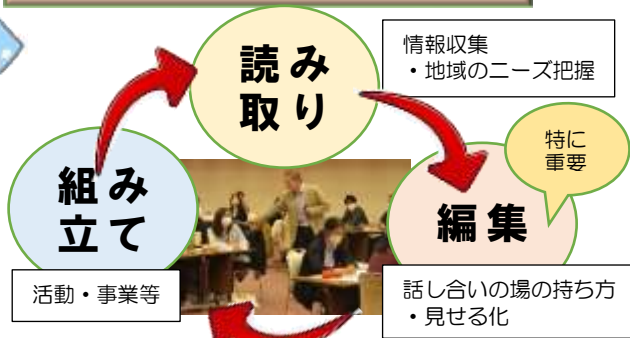 読み
取り
情報収集
・地域のニーズ把握
特に
重要
編集
話し合いの場の持ち方
・見せる化
組み
立て
活動・事業等